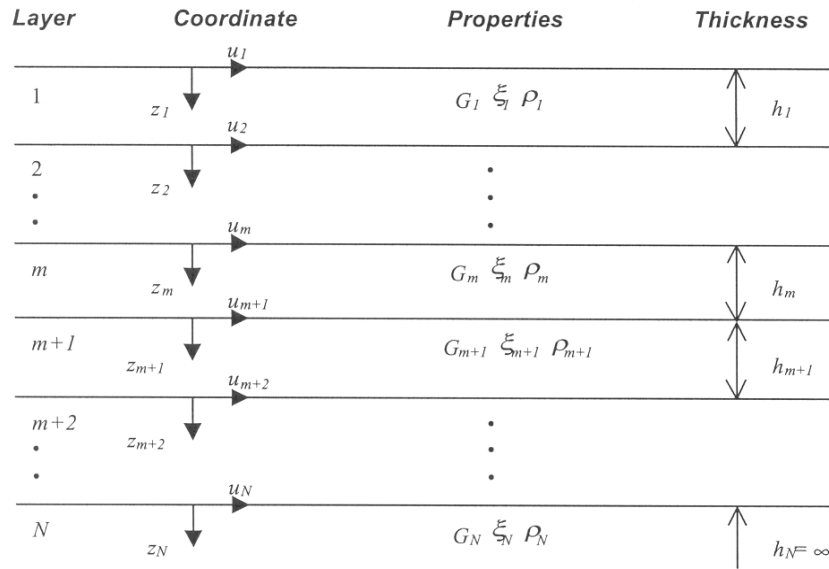 Layer Coordinate Properties Thickness
u1
1 z1 G1 ξ1 ρ1 h1
u2
2 z2
um
m zm Gm ξm ρm hm
um+1
m+1 zm+1 Gm+1 ξm+1 ρm+1 hm+1
um+2
m+2 zm+2
uN
N zN GN ξN ρN hN= ∞